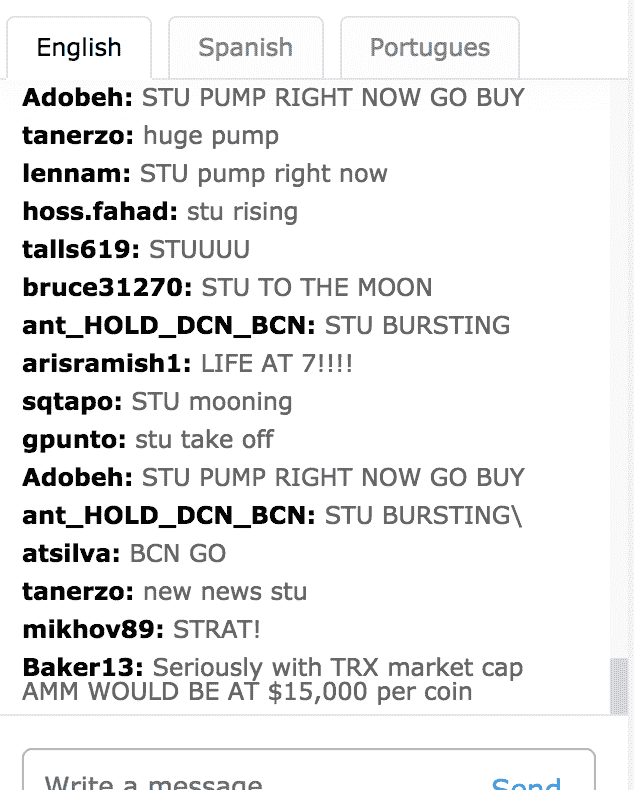 English Spanish Portugues
Adobeh: STU PUMP RIGHT NOW GO BUY
tanerzo: huge pump
lennam: STU pump right now
hoss.fahad: stu rising
talls619: STUUUU
bruce31270: STU TO THE MOON
ant_HOLD_DCN_BCN: STU BURSTING
arisramish1: LIFE AT 7!!!!
sqtapo: STU mooning
gpunto: stu take off
Adobeh: STU PUMP RIGHT NOW GO BUY
ant_HOLD_DCN_BCN: STU BURSTING\
atsilva: BCN GO
tanerzo: new news stu
mikhov89: STRAT!
Baker13: Seriously with TRX market cap
AMM WOULD BE AT $15,000 per coin
Write a message Send